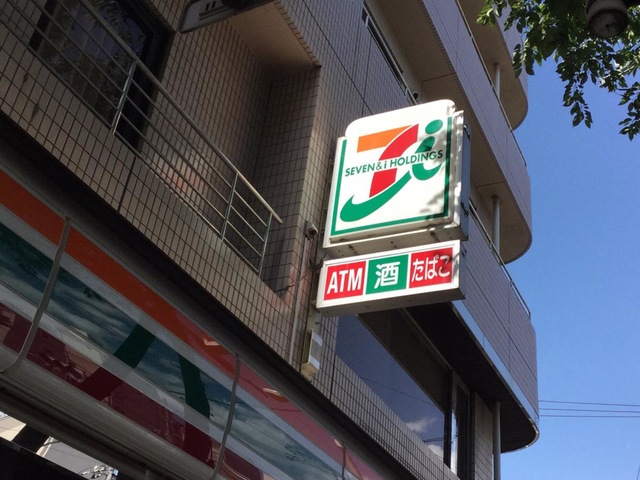 SEVEN & i HOLDINGS
ATM 酒 たばこ